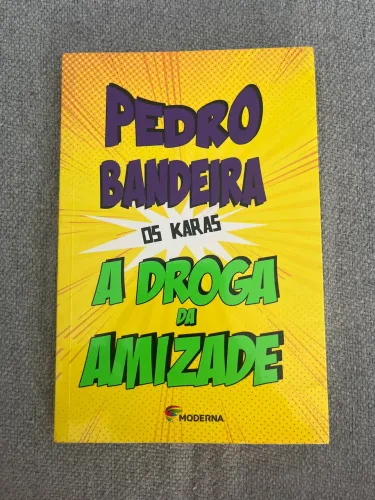 PEDRO
BANDEIRA
OS KARAS
A DROGA
DA
AMIZADE
MODERNA